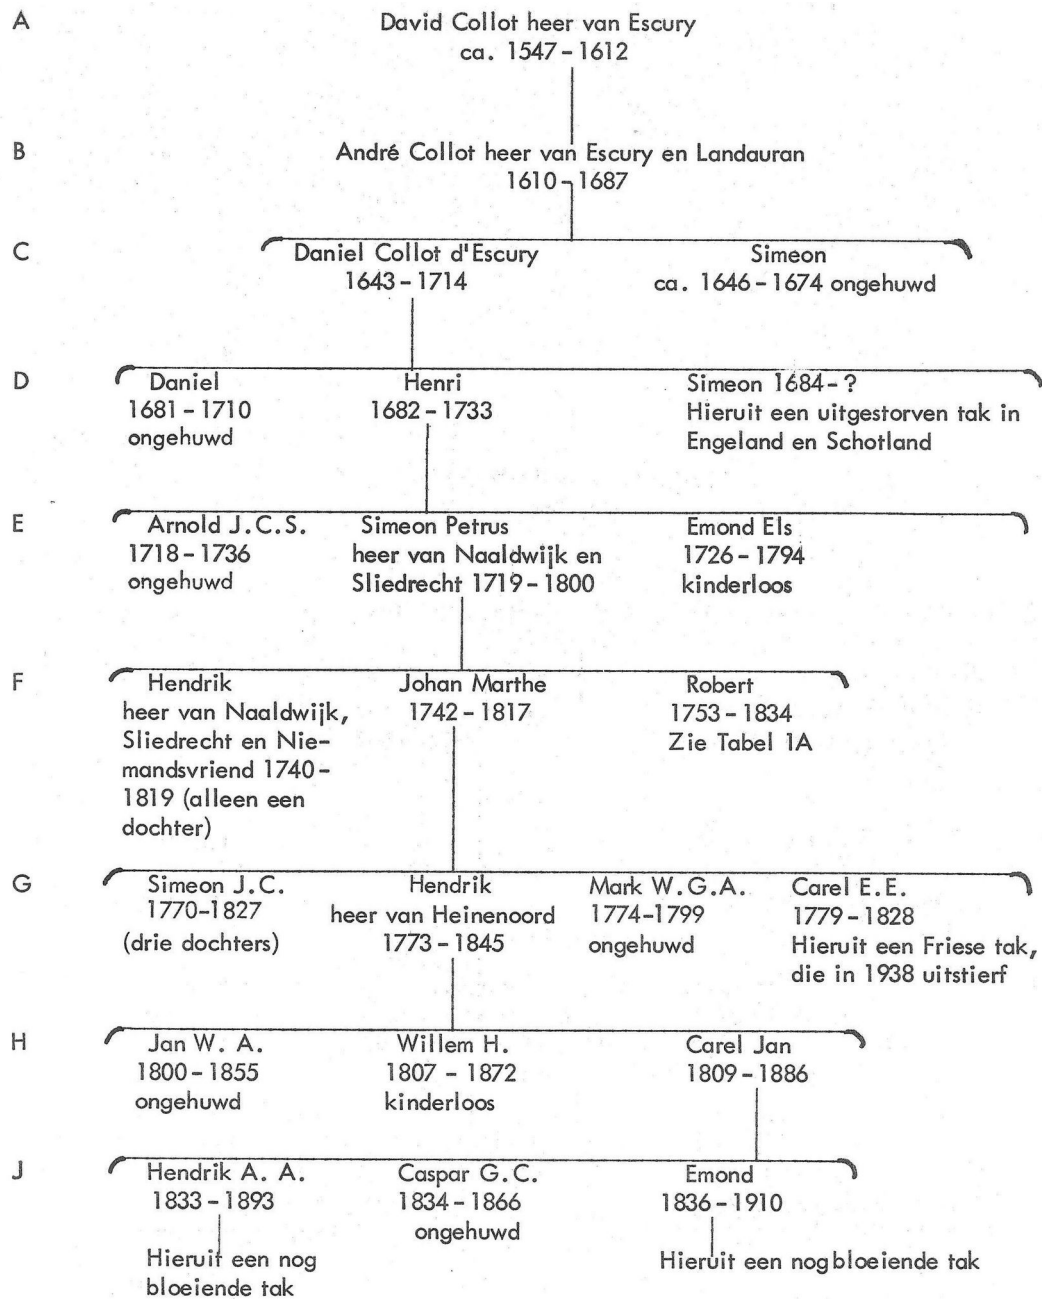 A
David Collot heer van Escury
ca. 1547-1612
B
André Collot heer van Escury en Landauran
1610-1687
C
Daniel Collot d'Escury
1643-1714
Simeon
ca. 1646-1674 ongehuwd
D
Daniel
1681-1710
ongehuwd
Henri
1682-1733
Simeon 1684-?
Hieruit een uitgestorven tak in
Engeland en Schotland
E
Arnold J.C.S.
1718-1736
ongehuwd
Simeon Petrus
heer van Naaldwijk en
Sliedrecht 1719-1800
Emond Els
1726-1794
kinderloos
F
Hendrik
heer van Naaldwijk,
Sliedrecht en Nie-
mandsvriend 1740-
1819 (alleen een
dochter)
Johan Marthe
1742-1817
Robert
1753-1834
Zie Tabel 1A
G
Simeon J.C.
1770-1827
(drie dochters)
Hendrik
heer van Heinenoord
1773-1845
Mark W.G.A.
1774-1799
ongehuwd
Carel E.E.
1779-1828
Hieruit een Friese tak,
die in 1938 uitstierf
H
Jan W. A.
1800-1855
ongehuwd
Willem H.
1807-1872
kinderloos
Carel Jan
1809-1886
J
Hendrik A. A.
1833-1893
Hieruit een nog
bloeiende tak
Caspar G.C.
1834-1866
ongehuwd
Emond
1836-1910
Hieruit een nog bloeiende tak